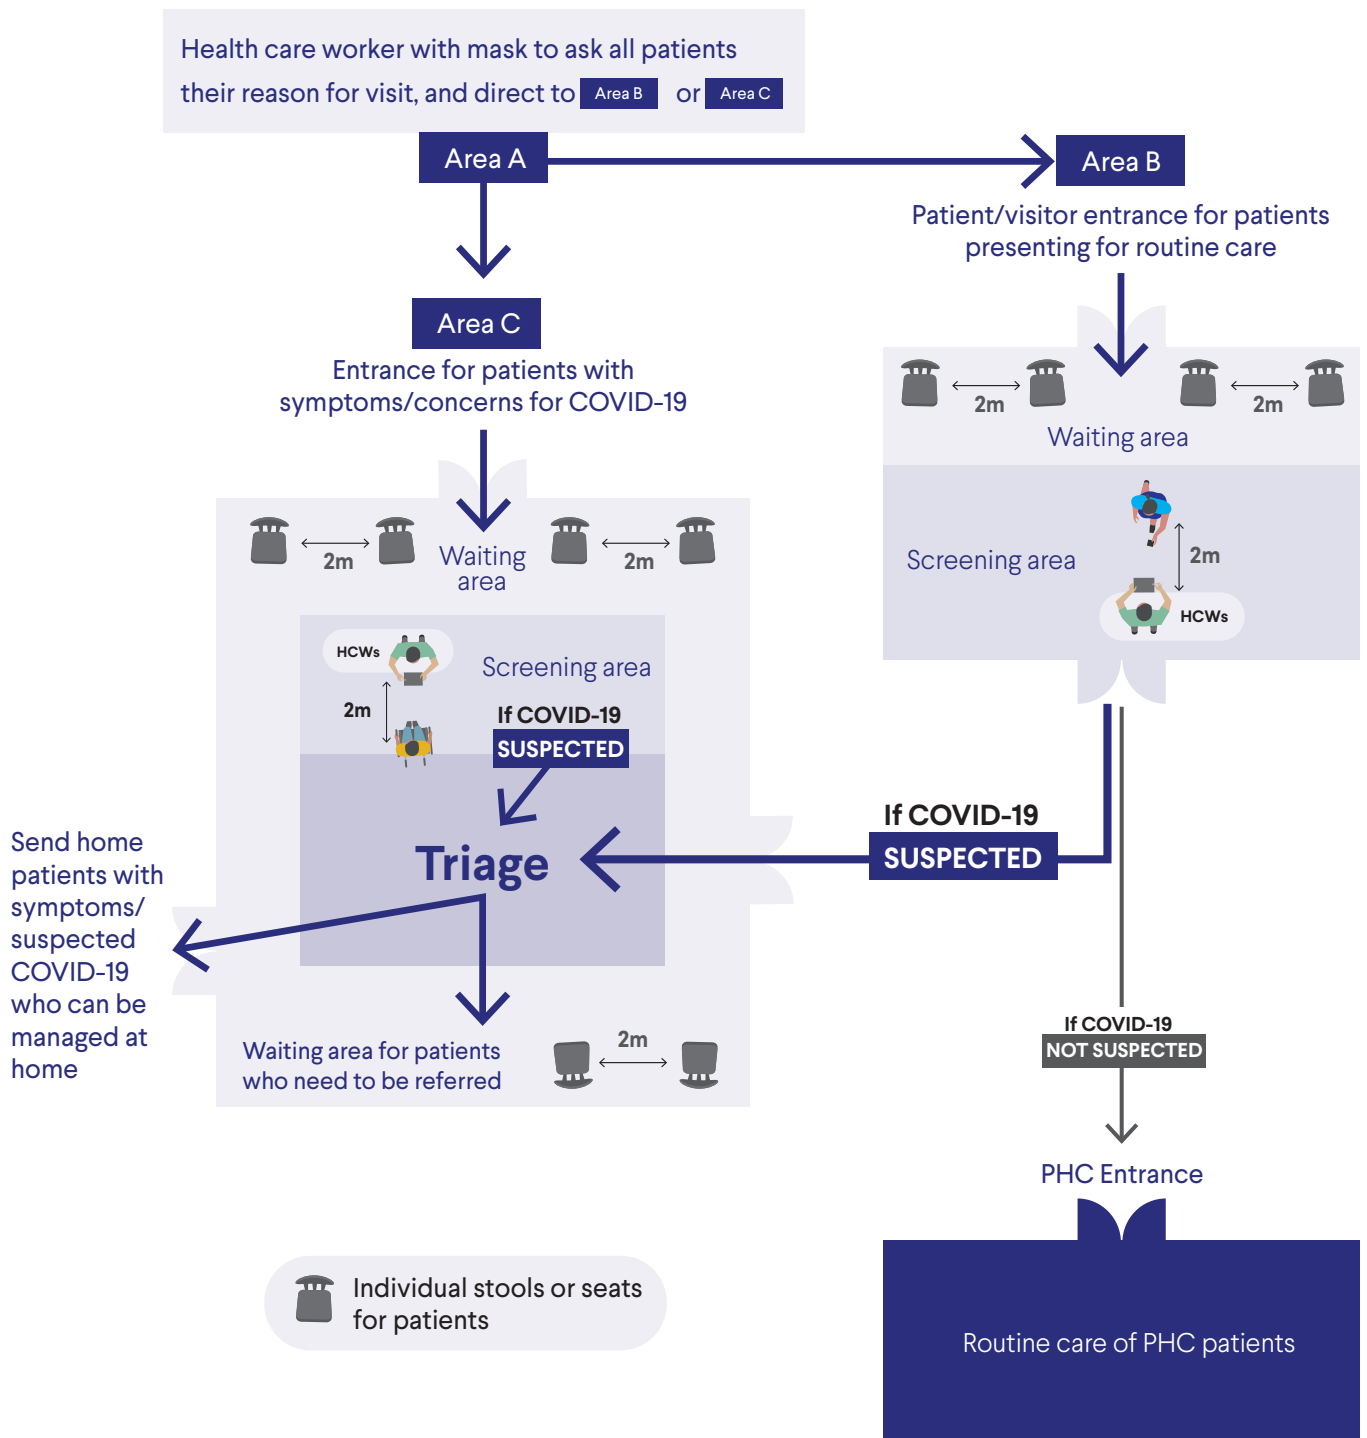 Health care worker with mask to ask all patients
their reason for visit, and direct to Area B or Area C
Area A
Area B
Patient/visitor entrance for patients
presenting for routine care
Area C
Entrance for patients with
symptoms/concerns for COVID-19
2m
2m
Waiting area
Screening area
2m
HCWs
2m
Waiting
area
2m
HCWs
Screening area
2m
If COVID-19
SUSPECTED
Triage
If COVID-19
SUSPECTED
Send home
patients with
symptoms/
suspected
COVID-19
who can be
managed at
home
Waiting area for patients
who need to be referred
2m
If COVID-19
NOT SUSPECTED
PHC Entrance
Routine care of PHC patients
Individual stools or seats
for patients